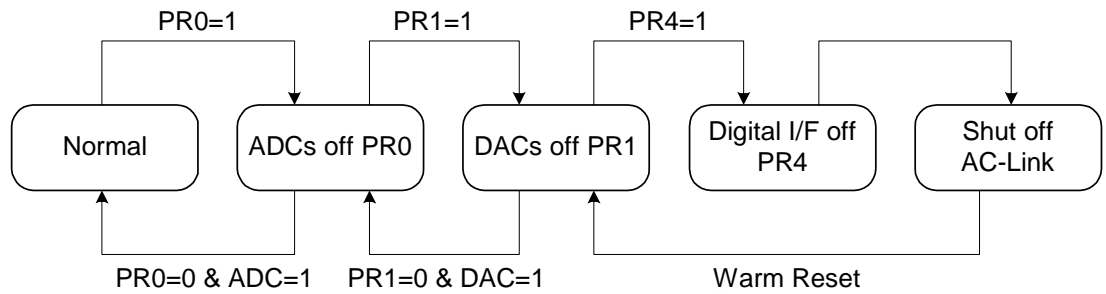 PR0=1
PR1=1
PR4=1
Normal
ADCs off PR0
DACs off PR1
Digital I/F off
PR4
Shut off
AC-Link
PR0=0 & ADC=1
PR1=0 & DAC=1
Warm Reset